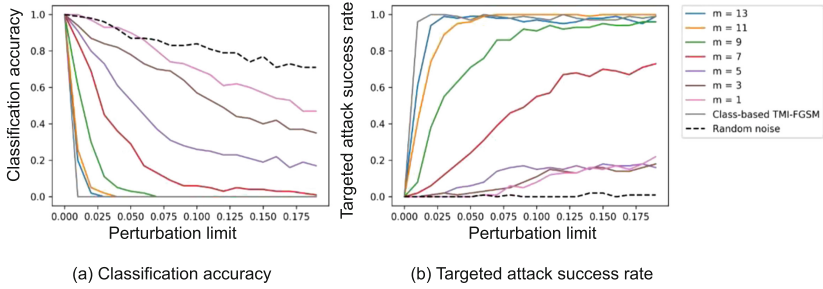 1.0
0.8
0.6
0.4
0.2
0.0
Classification accuracy
0.000 0.025 0.050 0.075 0.100 0.125 0.150 0.175
Perturbation limit
(a) Classification accuracy
1.0
0.8
0.6
0.4
0.2
0.0
Targeted attack success rate
0.000 0.025 0.050 0.075 0.100 0.125 0.150 0.175
Perturbation limit
(b) Targeted attack success rate
m = 13
m = 11
m = 9
m = 7
m = 5
m = 3
m = 1
Class-based TMI-FGSM
Random noise